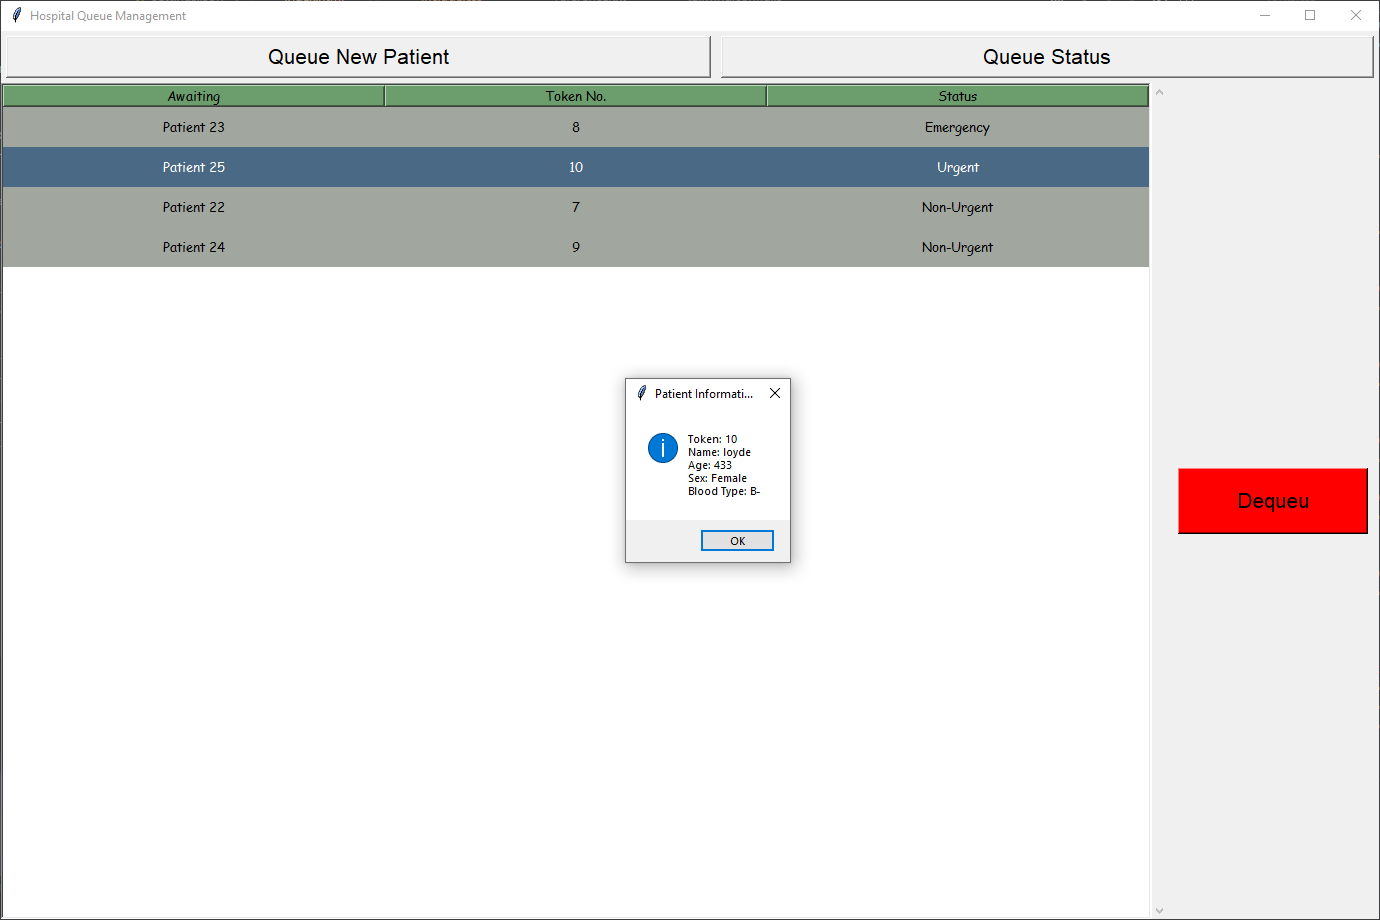 Hospital Queue Management
Queue New Patient Queue Status
Awaiting Token No. Status
Patient 23 8 Emergency
Patient 25 10 Urgent
Patient 22 7 Non-Urgent
Patient 24 9 Non-Urgent
Patient Informati...
Token: 10
Name: loyde
Age: 433
Sex: Female
Blood Type: B-
OK
Dequeu